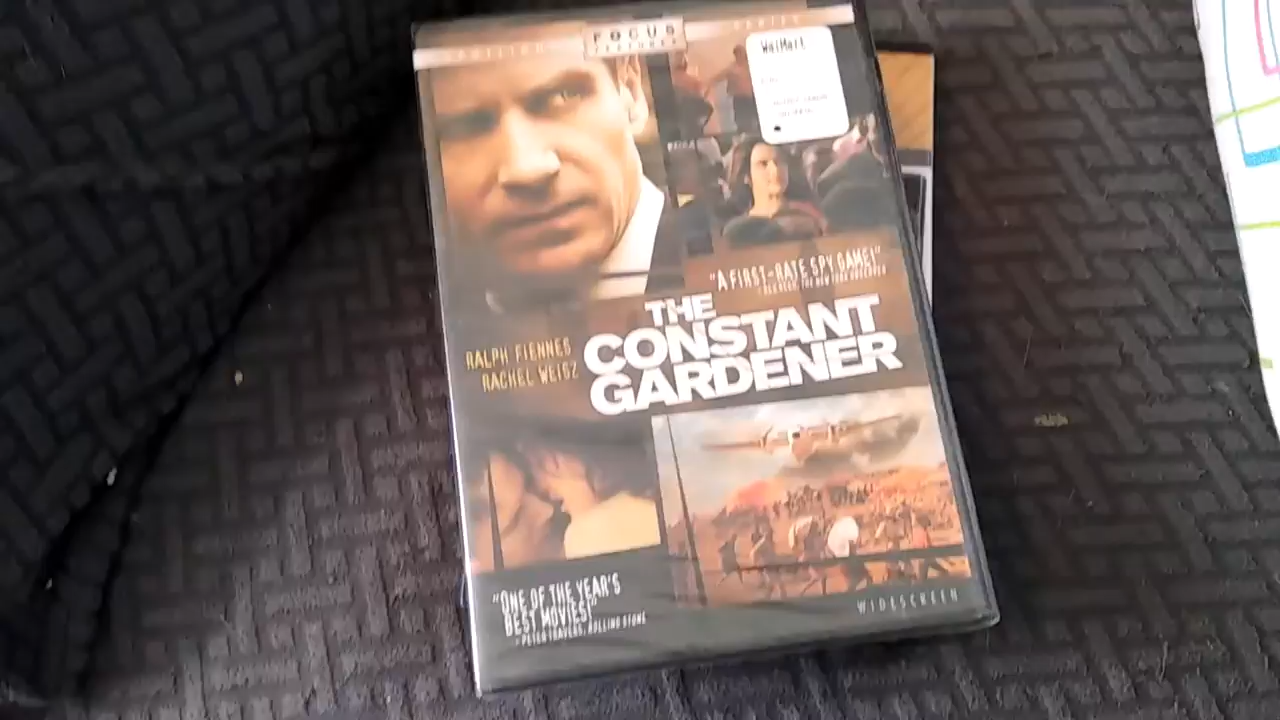 FOCUS
FEATURES
WalMart
"A FIRST-RATE SPY GAME!"
THE
CONSTANT
GARDENER
RALPH FIENNES
RACHEL WEISZ
"ONE OF THE YEAR'S
BEST MOVIES!"
PETER TRAVERS, ROLLING STONE
WIDESCREEN